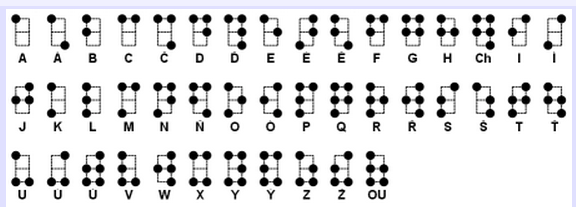 A Á B C Č D Ď E É Ě F G H Ch I Í
J K L M N Ň O Ó P Q R Ř S Š T Ť
U Ú Ů V W X Y Ý Z Ž OU